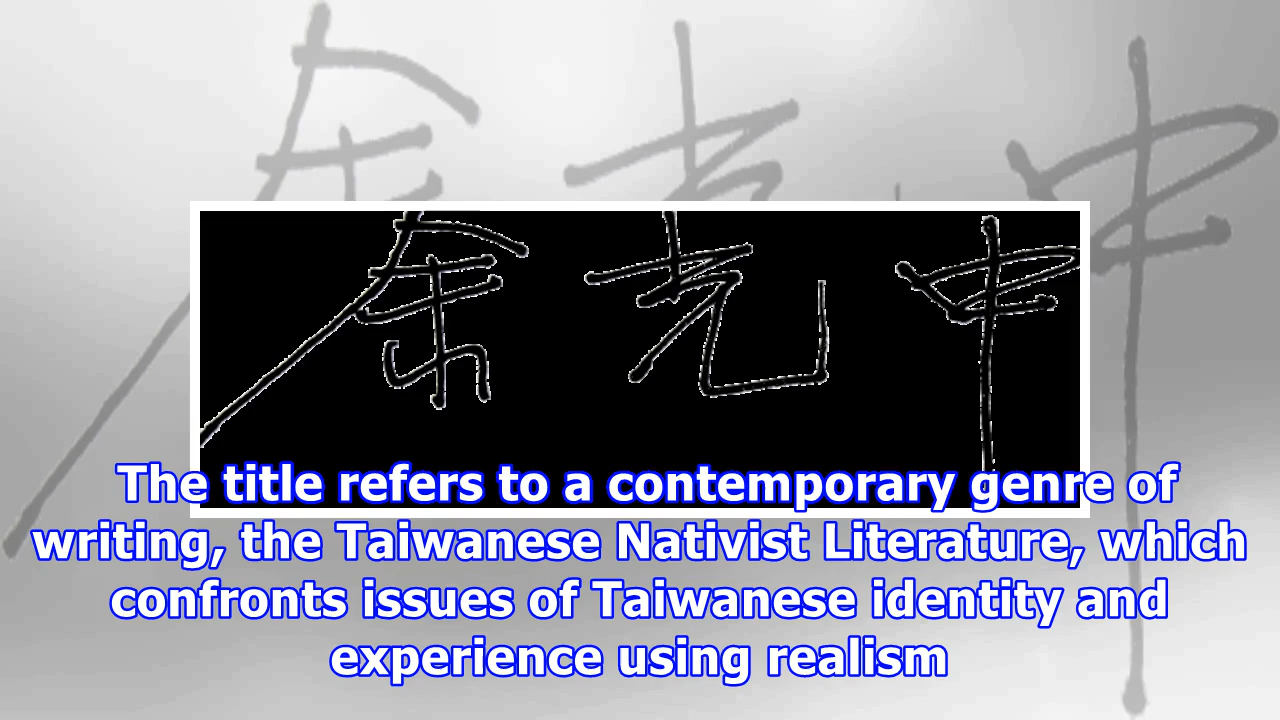 余光中
The title refers to a contemporary genre of
writing, the Taiwanese Nativist Literature, which
confronts issues of Taiwanese identity and
experience using realism